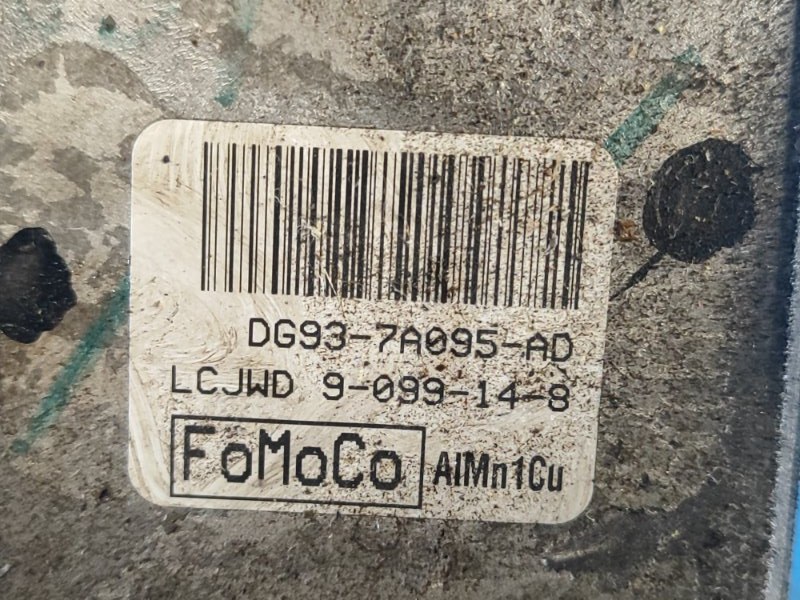 DG93-7A095-AD
LCJWD 9-099-14-8
FoMoCo AlMn1Cu